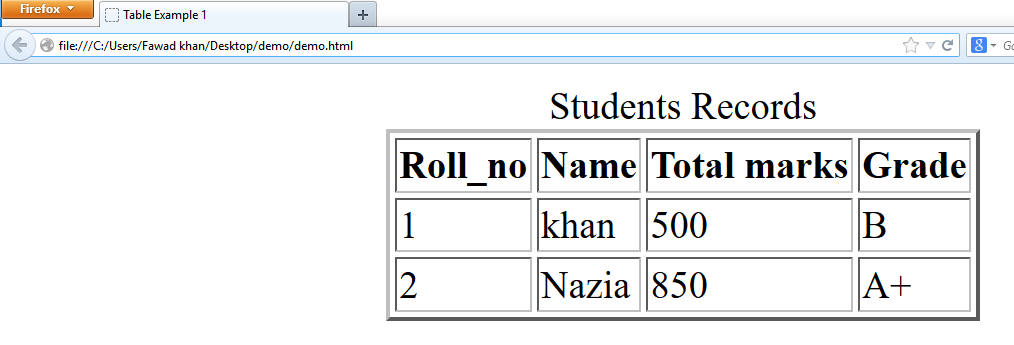 Firefox
Table Example 1
file:///C:/Users/Fawad khan/Desktop/demo/demo.html
Students Records
Roll_no Name Total marks Grade
1 khan 500 B
2 Nazia 850 A+